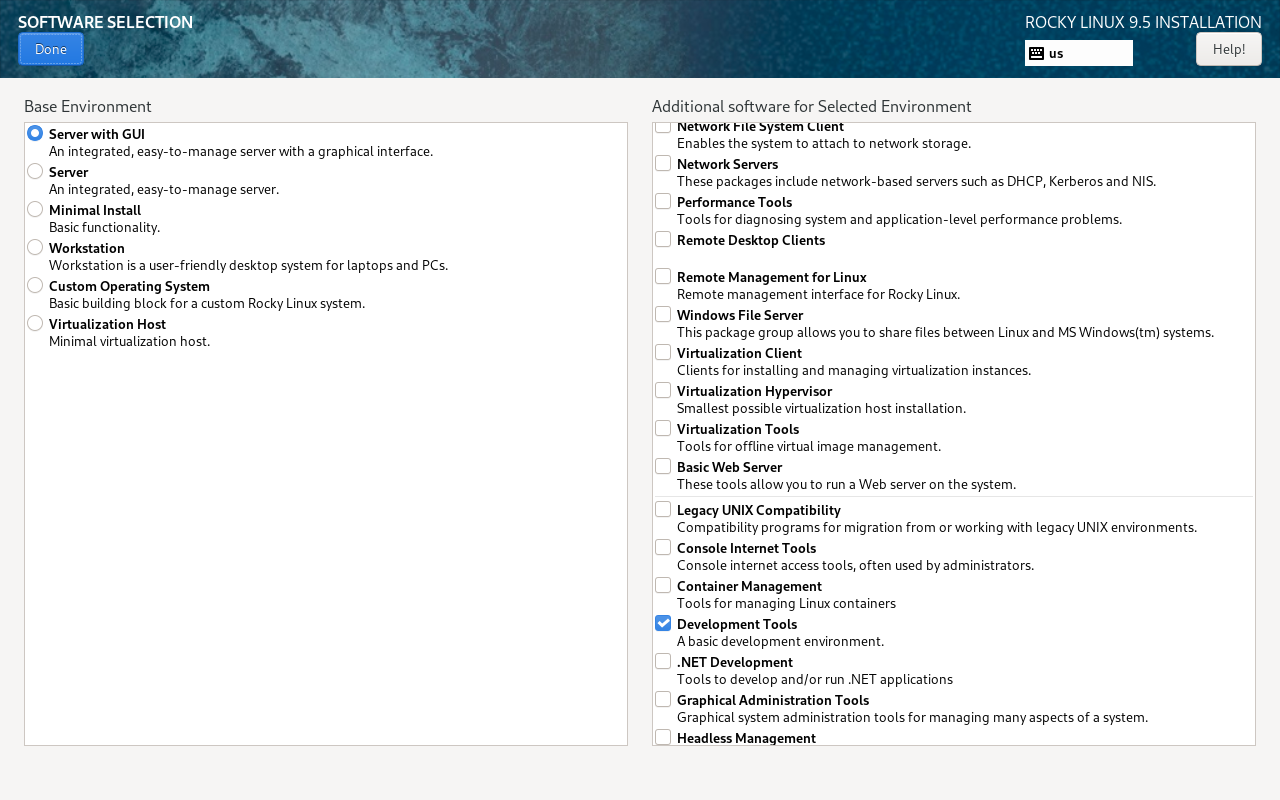 SOFTWARE SELECTION
Done
ROCKY LINUX 9.5 INSTALLATION
us
Help!
Base Environment
Server with GUI
An integrated, easy-to-manage server with a graphical interface.
Server
An integrated, easy-to-manage server.
Minimal Install
Basic functionality.
Workstation
Workstation is a user-friendly desktop system for laptops and PCs.
Custom Operating System
Basic building block for a custom Rocky Linux system.
Virtualization Host
Minimal virtualization host.
Additional software for Selected Environment
Network File System Client
Enables the system to attach to network storage.
Network Servers
These packages include network-based servers such as DHCP, Kerberos and NIS.
Performance Tools
Tools for diagnosing system and application-level performance problems.
Remote Desktop Clients
Remote Management for Linux
Remote management interface for Rocky Linux.
Windows File Server
This package group allows you to share files between Linux and MS Windows(tm) systems.
Virtualization Client
Clients for installing and managing virtualization instances.
Virtualization Hypervisor
Smallest possible virtualization host installation.
Virtualization Tools
Tools for offline virtual image management.
Basic Web Server
These tools allow you to run a Web server on the system.
Legacy UNIX Compatibility
Compatibility programs for migration from or working with legacy UNIX environments.
Console Internet Tools
Console internet access tools, often used by administrators.
Container Management
Tools for managing Linux containers
Development Tools
A basic development environment.
.NET Development
Tools to develop and/or run .NET applications
Graphical Administration Tools
Graphical system administration tools for managing many aspects of a system.
Headless Management